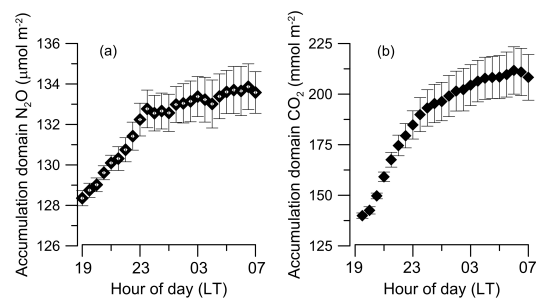 (a)
Accumulation domain N₂O (µmol m⁻²)
136
134
132
130
128
126
19 23 03 07
Hour of day (LT)
(b)
Accumulation domain CO₂ (mmol m⁻²)
225
200
175
150
125
19 23 03 07
Hour of day (LT)